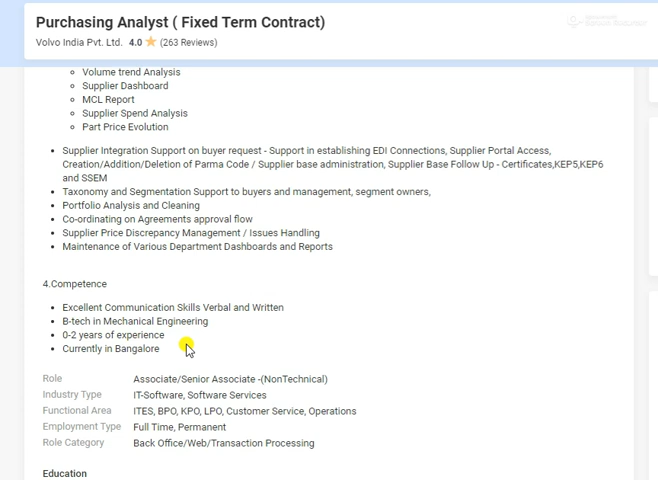 Purchasing Analyst ( Fixed Term Contract)
Volvo India Pvt. Ltd. 4.0 (263 Reviews)
Volume trend Analysis
Supplier Dashboard
MCL Report
Supplier Spend Analysis
Part Price Evolution
Supplier Integration Support on buyer request - Support in establishing EDI Connections, Supplier Portal Access,
Creation/Addition/Deletion of Parma Code / Supplier base administration, Supplier Base Follow Up - Certificates,KEP5,KEP6
and SSEM
Taxonomy and Segmentation Support to buyers and management, segment owners,
Portfolio Analysis and Cleaning
Co-ordinating on Agreements approval flow
Supplier Price Discrepancy Management / Issues Handling
Maintenance of Various Department Dashboards and Reports
4.Competence
Excellent Communication Skills Verbal and Written
B-tech in Mechanical Engineering
0-2 years of experience
Currently in Bangalore
Role Associate/Senior Associate -(NonTechnical)
Industry Type IT-Software, Software Services
Functional Area ITES, BPO, KPO, LPO, Customer Service, Operations
Employment Type Full Time, Permanent
Role Category Back Office/Web/Transaction Processing
Education